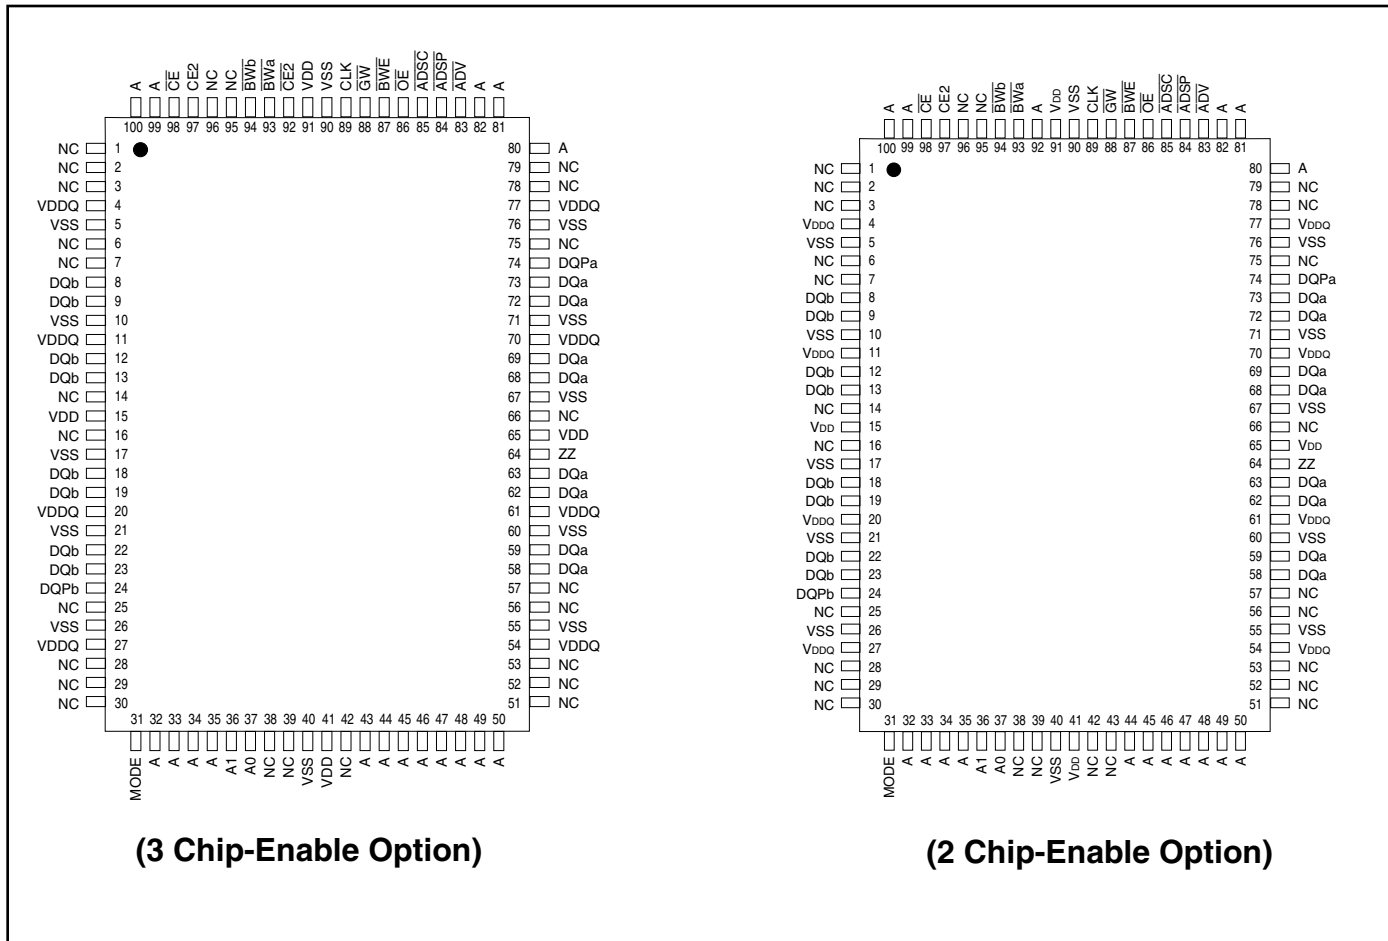 A A CE CE2 NC NC BWb BWa CE2 VDD VSS CLK GW BWE OE ADSC ADSP ADV A A
100 99 98 97 96 95 94 93 92 91 90 89 88 87 86 85 84 83 82 81
NC 1 80 A
NC 2 79 NC
NC 3 78 NC
VDDQ 4 77 VDDQ
VSS 5 76 VSS
NC 6 75 NC
NC 7 74 DQPa
DQb 8 73 DQa
DQb 9 72 DQa
VSS 10 71 VSS
VDDQ 11 70 VDDQ
DQb 12 69 DQa
DQb 13 68 DQa
NC 14 67 VSS
VDD 15 66 NC
NC 16 65 VDD
VSS 17 64 ZZ
DQb 18 63 DQa
DQb 19 62 DQa
VDDQ 20 61 VDDQ
VSS 21 60 VSS
DQb 22 59 DQa
DQb 23 58 DQa
DQPb 24 57 NC
NC 25 56 NC
VSS 26 55 VSS
VDDQ 27 54 VDDQ
NC 28 53 NC
NC 29 52 NC
NC 30 51 NC
31 32 33 34 35 36 37 38 39 40 41 42 43 44 45 46 47 48 49 50
MODE A A A A A1 A0 NC NC VSS VDD NC A A A A A A A A
(3 Chip-Enable Option)
A A CE CE2 NC NC BWb BWa A VDD VSS CLK GW BWE OE ADSC ADSP ADV A A
100 99 98 97 96 95 94 93 92 91 90 89 88 87 86 85 84 83 82 81
NC 1 80 A
NC 2 79 NC
NC 3 78 NC
VDDQ 4 77 VDDQ
VSS 5 76 VSS
NC 6 75 NC
NC 7 74 DQPa
DQb 8 73 DQa
DQb 9 72 DQa
VSS 10 71 VSS
VDDQ 11 70 VDDQ
DQb 12 69 DQa
DQb 13 68 DQa
NC 14 67 VSS
VDD 15 66 NC
NC 16 65 VDD
VSS 17 64 ZZ
DQb 18 63 DQa
DQb 19 62 DQa
VDDQ 20 61 VDDQ
VSS 21 60 VSS
DQb 22 59 DQa
DQb 23 58 DQa
DQPb 24 57 NC
NC 25 56 NC
VSS 26 55 VSS
VDDQ 27 54 VDDQ
NC 28 53 NC
NC 29 52 NC
NC 30 51 NC
31 32 33 34 35 36 37 38 39 40 41 42 43 44 45 46 47 48 49 50
MODE A A A A A1 A0 NC NC VSS VDD NC NC A A A A A A A
(2 Chip-Enable Option)